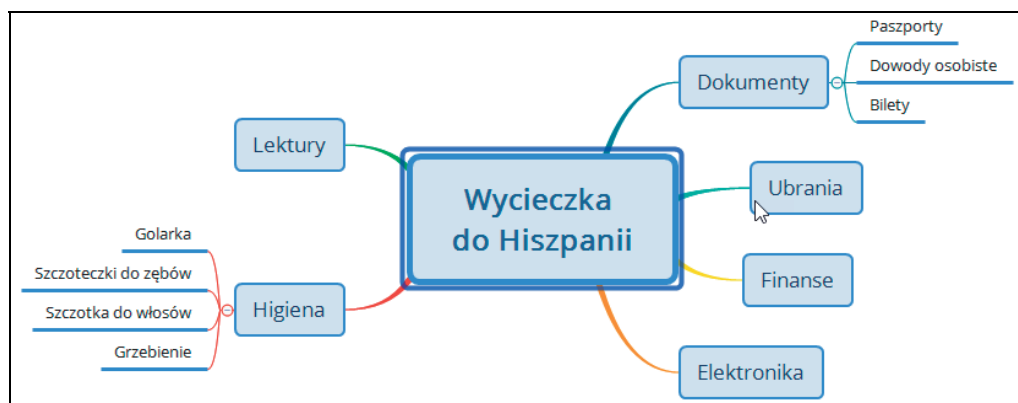 Wycieczka
do Hiszpanii
Dokumenty
Paszporty
Dowody osobiste
Bilety
Ubrania
Finanse
Elektronika
Lektury
Higiena
Golarka
Szczoteczki do zębów
Szczotka do włosów
Grzebienie